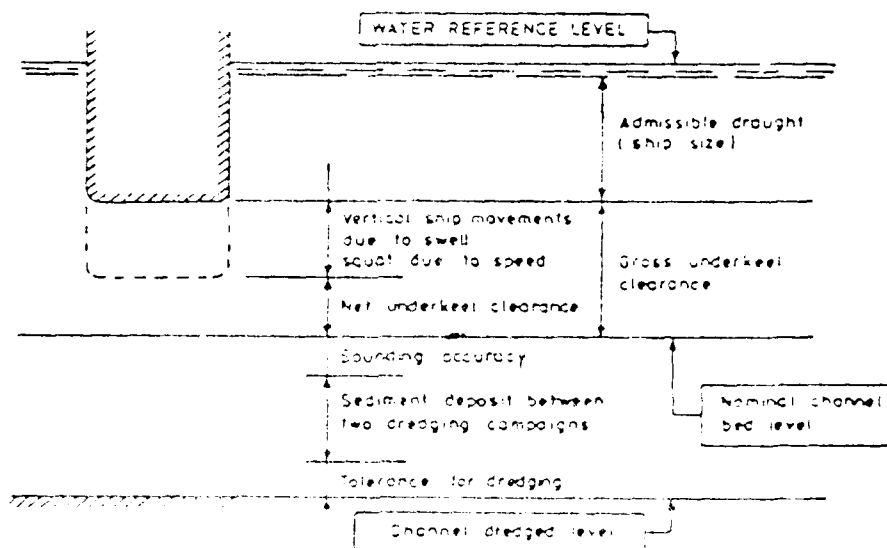 WATER REFERENCE LEVEL
Admissible draught
(ship size)
Vertical ship movements
due to swell
squat due to speed
Gross underkeel
clearance
Net underkeel clearance
Sounding accuracy
Sediment deposit between
two dredging campaigns
Nominal channel
bed level
Tolerance for dredging
Channel dredged level